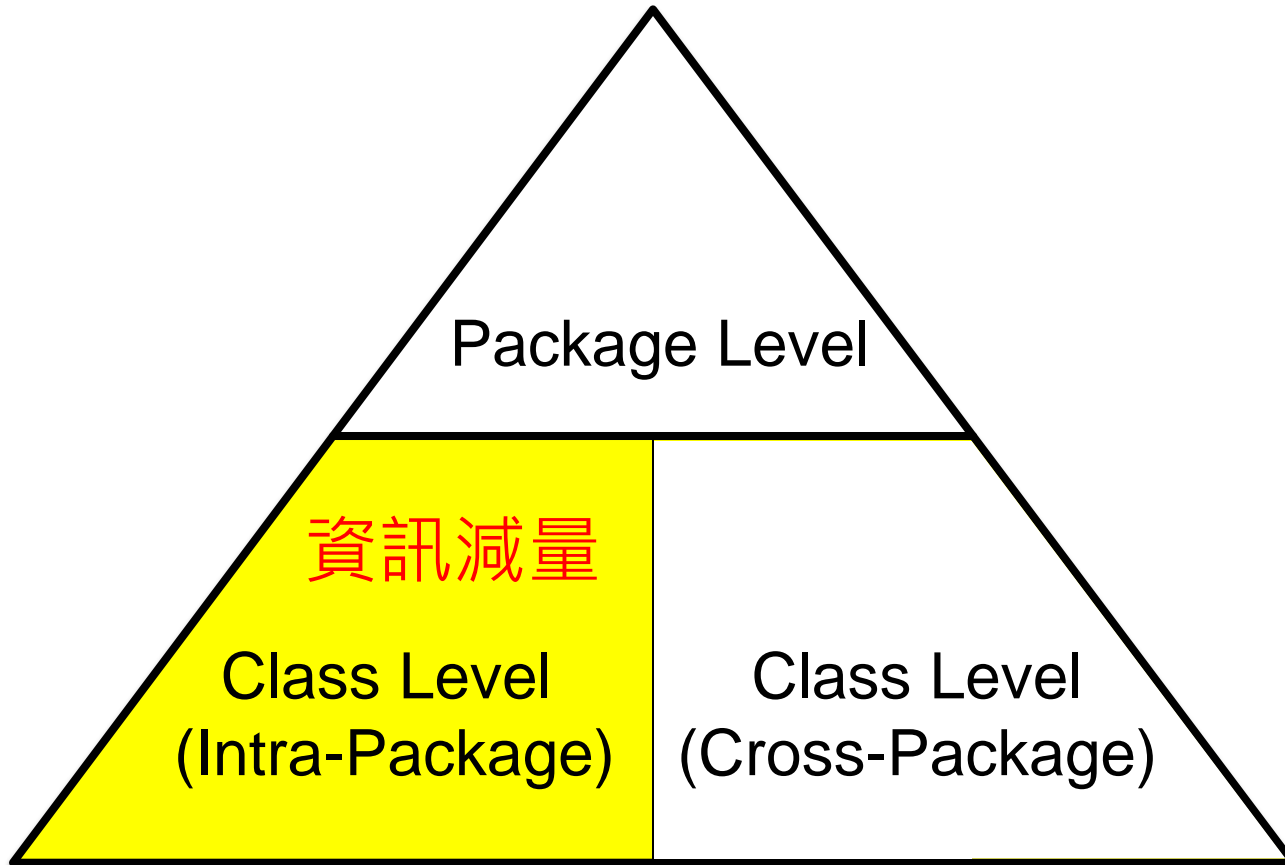 Package Level
資訊減量
Class Level
(Intra-Package)
Class Level
(Cross-Package)